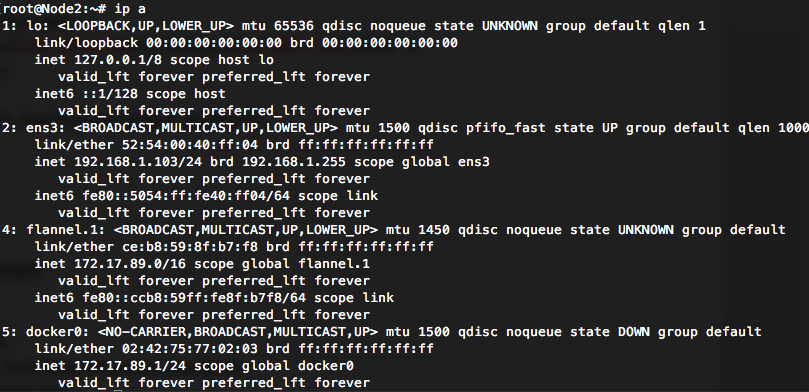 [root@Node2:~# ip a
1: lo: <LOOPBACK,UP,LOWER_UP> mtu 65536 qdisc noqueue state UNKNOWN group default qlen 1
    link/loopback 00:00:00:00:00:00 brd 00:00:00:00:00:00
    inet 127.0.0.1/8 scope host lo
       valid_lft forever preferred_lft forever
    inet6 ::1/128 scope host
       valid_lft forever preferred_lft forever
2: ens3: <BROADCAST,MULTICAST,UP,LOWER_UP> mtu 1500 qdisc pfifo_fast state UP group default qlen 1000
    link/ether 52:54:00:40:ff:04 brd ff:ff:ff:ff:ff:ff
    inet 192.168.1.103/24 brd 192.168.1.255 scope global ens3
       valid_lft forever preferred_lft forever
    inet6 fe80::5054:ff:fe40:ff04/64 scope link
       valid_lft forever preferred_lft forever
4: flannel.1: <BROADCAST,MULTICAST,UP,LOWER_UP> mtu 1450 qdisc noqueue state UNKNOWN group default
    link/ether ce:b8:59:8f:b7:f8 brd ff:ff:ff:ff:ff:ff
    inet 172.17.89.0/16 scope global flannel.1
       valid_lft forever preferred_lft forever
    inet6 fe80::ccb8:59ff:fe8f:b7f8/64 scope link
       valid_lft forever preferred_lft forever
5: docker0: <NO-CARRIER,BROADCAST,MULTICAST,UP> mtu 1500 qdisc noqueue state DOWN group default
    link/ether 02:42:75:77:02:03 brd ff:ff:ff:ff:ff:ff
    inet 172.17.89.1/24 scope global docker0
       valid_lft forever preferred_lft forever